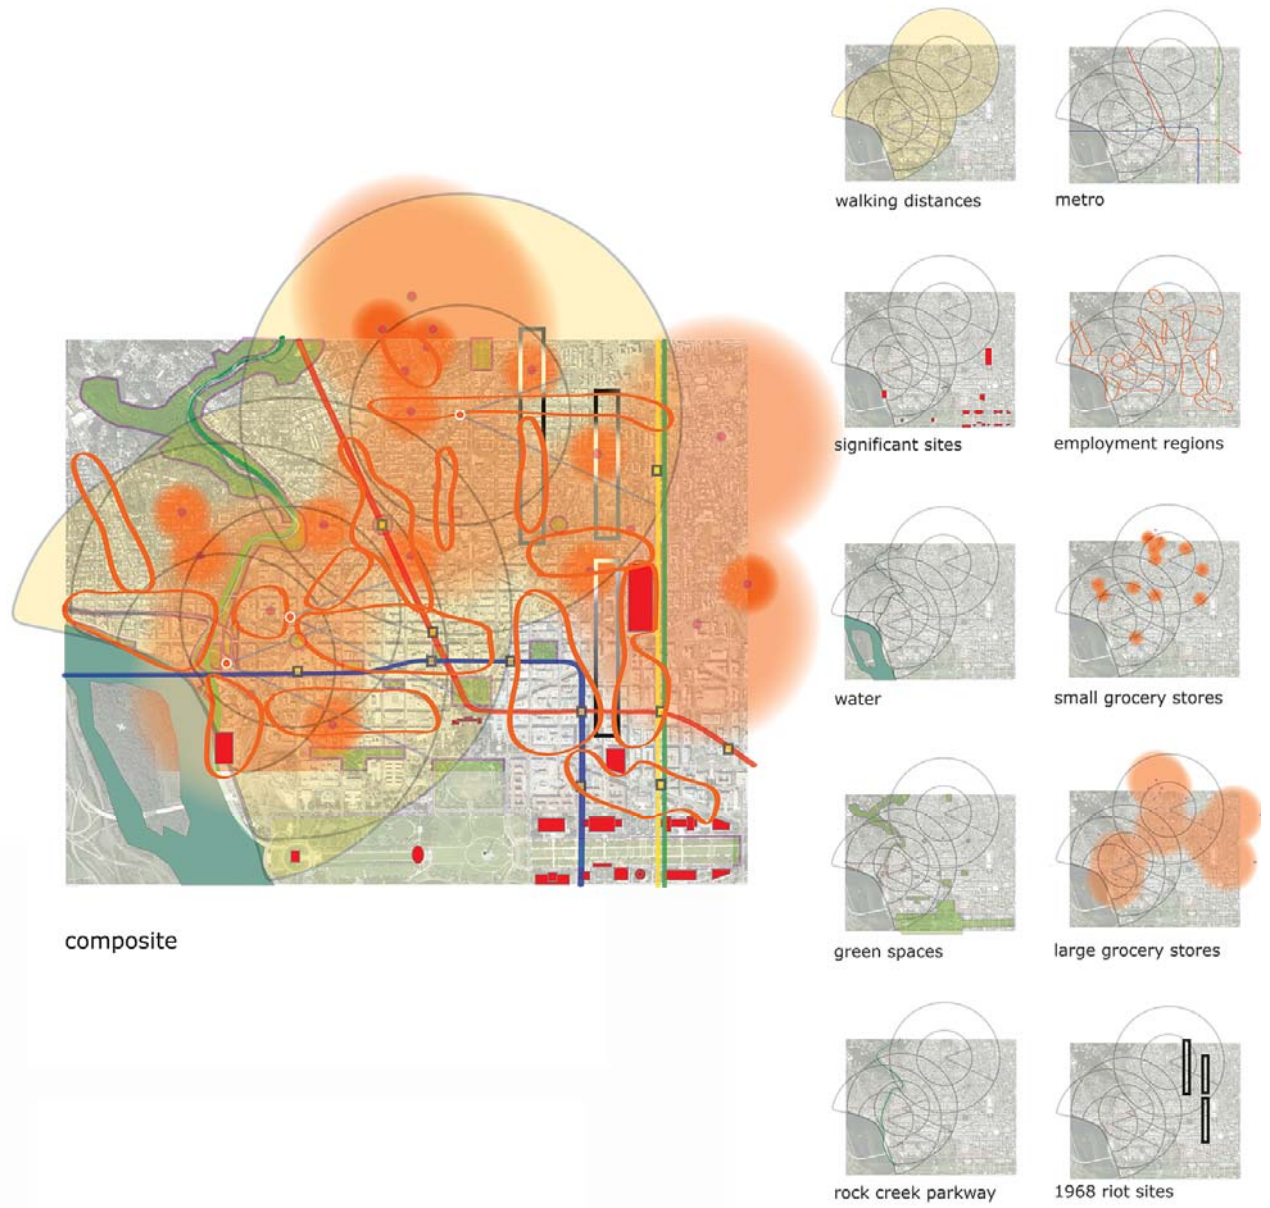 walking distances
metro
significant sites
employment regions
water
small grocery stores
composite
green spaces
large grocery stores
rock creek parkway
1968 riot sites